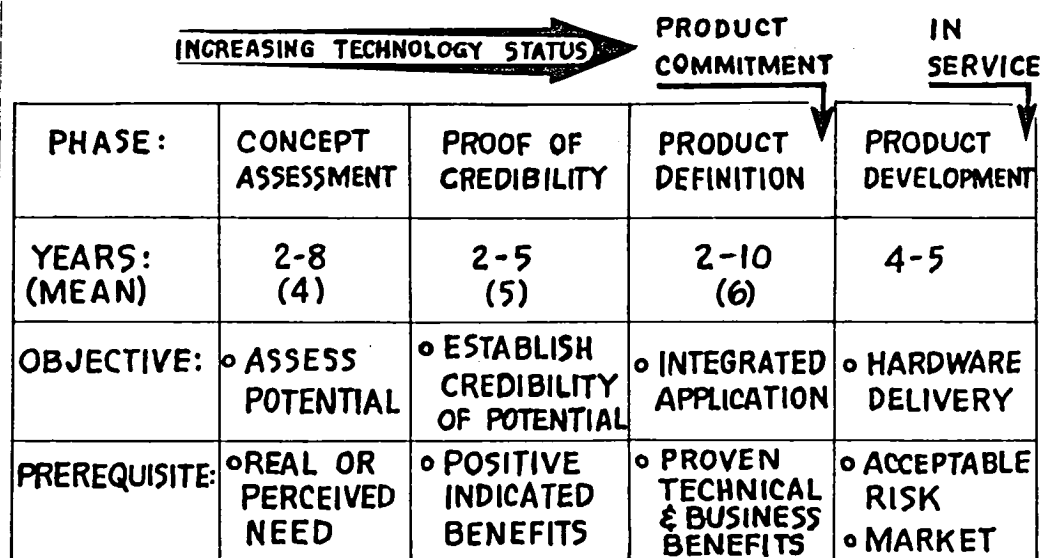 INCREASING TECHNOLOGY STATUS
PRODUCT
COMMITMENT
IN
SERVICE
PHASE:
CONCEPT
ASSESSMENT
PROOF OF
CREDIBILITY
PRODUCT
DEFINITION
PRODUCT
DEVELOPMENT
YEARS:
(MEAN)
2-8
(4)
2-5
(5)
2-10
(6)
4-5
OBJECTIVE:
o ASSESS
POTENTIAL
o ESTABLISH
CREDIBILITY
OF POTENTIAL
o INTEGRATED
APPLICATION
o HARDWARE
DELIVERY
PREREQUISITE:
o REAL OR
PERCEIVED
NEED
o POSITIVE
INDICATED
BENEFITS
o PROVEN
TECHNICAL
& BUSINESS
BENEFITS
o ACCEPTABLE
RISK
o MARKET